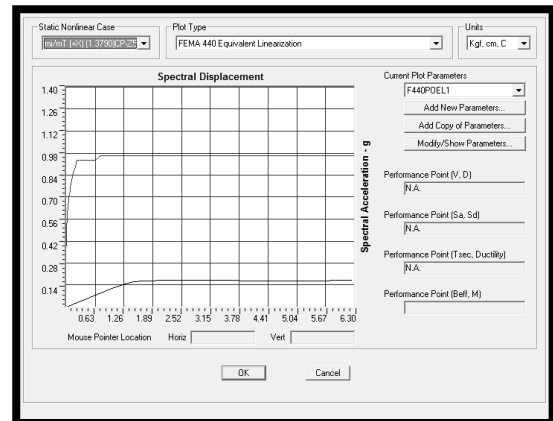 Static Nonlinear Case
Plot Type
FEMA 440 Equivalent Linearization
Units
Kgf, cm, C
Spectral Displacement
1.40
1.26
1.12
0.98
0.84
0.70
0.56
0.42
0.28
0.14
0.63 1.26 1.89 2.52 3.15 3.78 4.41 5.04 5.67 6.30
Spectral Acceleration - g
Mouse Pointer Location Horiz Vert
Current Plot Parameters
F440POEL1
Add New Parameters...
Add Copy of Parameters...
Modify/Show Parameters...
Performance Point (V, D)
N.A.
Performance Point (Sa, Sd)
N.A.
Performance Point (Tsec, Ductility)
N.A.
Performance Point (Beff, M)
OK Cancel